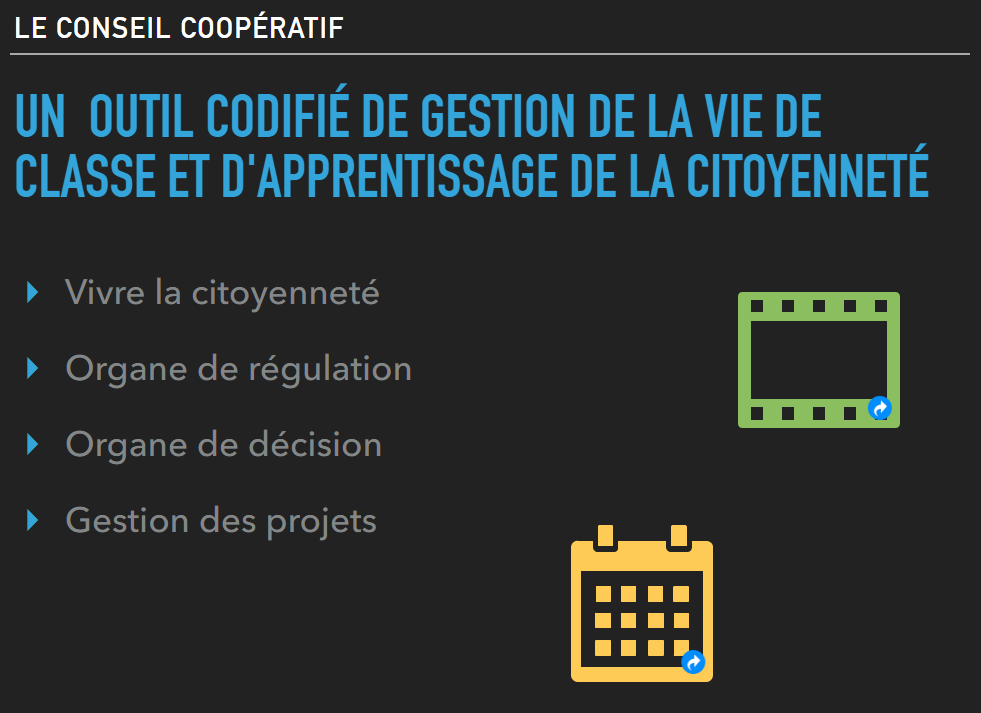 LE CONSEIL COOPÉRATIF
UN OUTIL CODIFIÉ DE GESTION DE LA VIE DE
CLASSE ET D'APPRENTISSAGE DE LA CITOYENNETÉ
Vivre la citoyenneté
Organe de régulation
Organe de décision
Gestion des projets